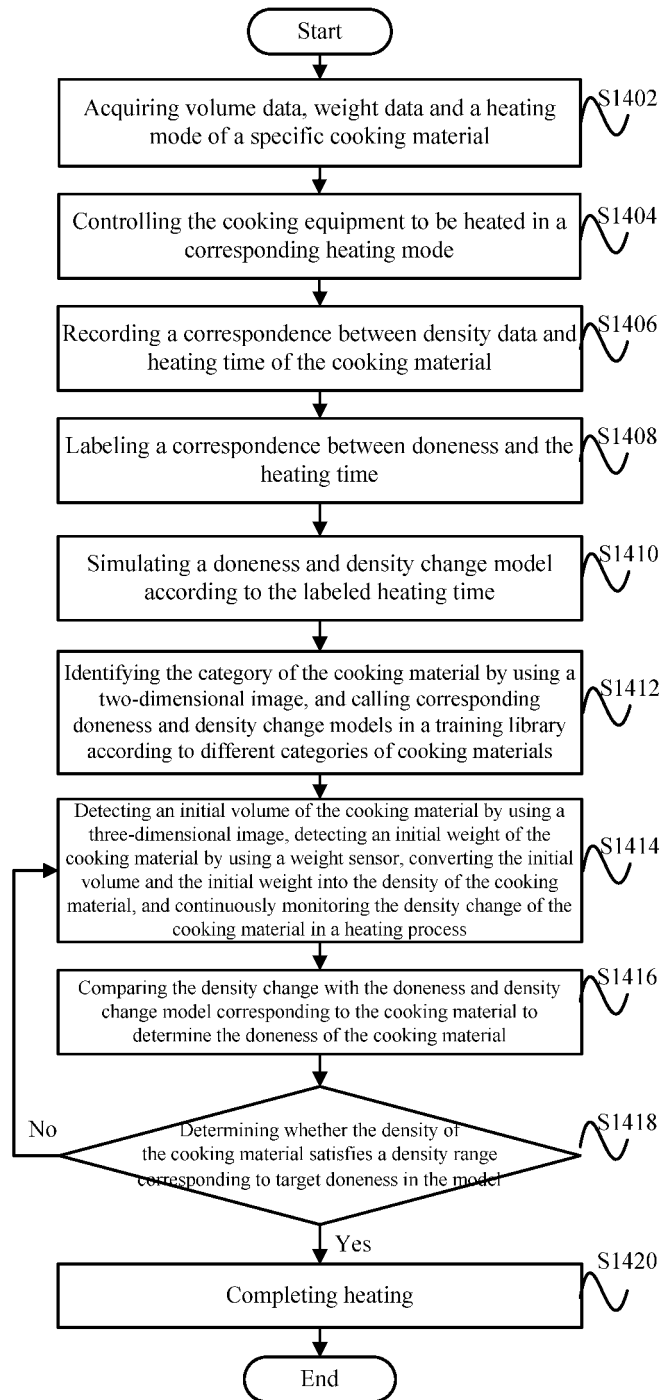 Start
Acquiring volume data, weight data and a heating
mode of a specific cooking material
S1402
Controlling the cooking equipment to be heated in a
corresponding heating mode
S1404
Recording a correspondence between density data and
heating time of the cooking material
S1406
Labeling a correspondence between doneness and the
heating time
S1408
Simulating a doneness and density change model
according to the labeled heating time
S1410
Identifying the category of the cooking material by using a
two-dimensional image, and calling corresponding
doneness and density change models in a training library
according to different categories of cooking materials
S1412
Detecting an initial volume of the cooking material by using a
three-dimensional image, detecting an initial weight of the
cooking material by using a weight sensor, converting the initial
volume and the initial weight into the density of the cooking
material, and continuously monitoring the density change of the
cooking material in a heating process
S1414
Comparing the density change with the doneness and density
change model corresponding to the cooking material to
determine the doneness of the cooking material
S1416
Determining whether the density of
the cooking material satisfies a density range
corresponding to target doneness in the model
S1418
No
Yes
Completing heating
S1420
End